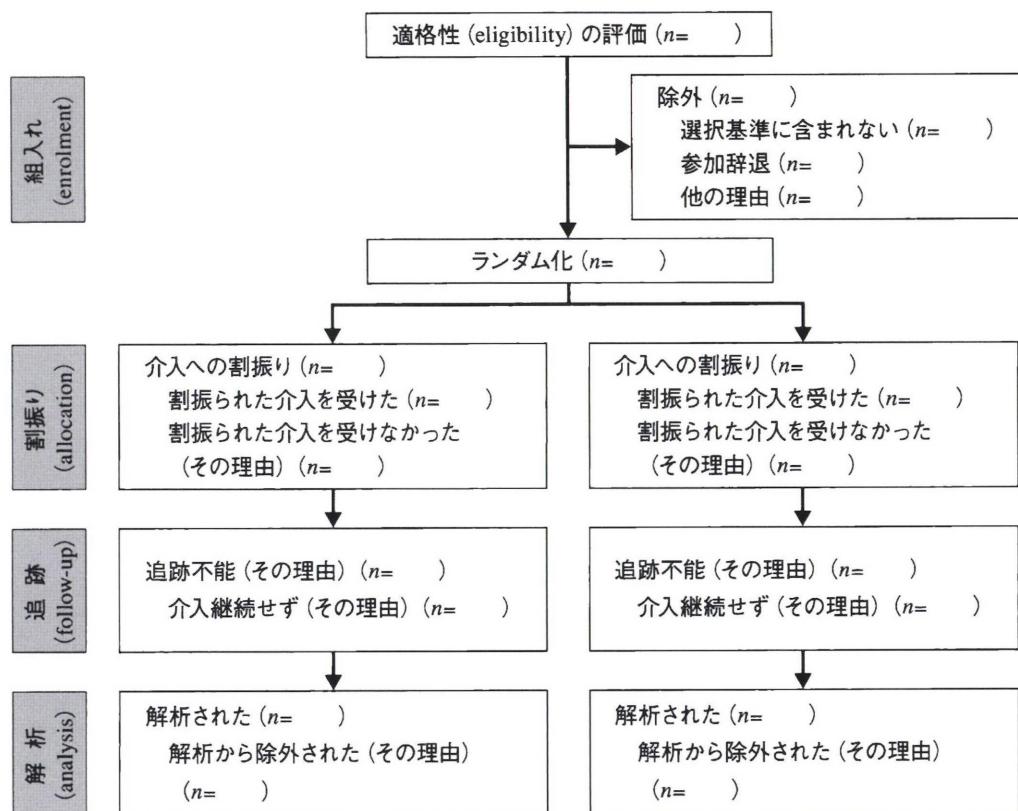 適格性 (eligibility) の評価 (n=　　)
組入れ
(enrolment)
除外 (n=　　)
選択基準に含まれない (n=　　)
参加辞退 (n=　　)
他の理由 (n=　　)
ランダム化 (n=　　)
割振り
(allocation)
介入への割振り (n=　　)
割振られた介入を受けた (n=　　)
割振られた介入を受けなかった
(その理由) (n=　　)
介入への割振り (n=　　)
割振られた介入を受けた (n=　　)
割振られた介入を受けなかった
(その理由) (n=　　)
追 跡
(follow-up)
追跡不能 (その理由) (n=　　)
介入継続せず (その理由) (n=　　)
追跡不能 (その理由) (n=　　)
介入継続せず (その理由) (n=　　)
解 析
(analysis)
解析された (n=　　)
解析から除外された (その理由)
(n=　　)
解析された (n=　　)
解析から除外された (その理由)
(n=　　)